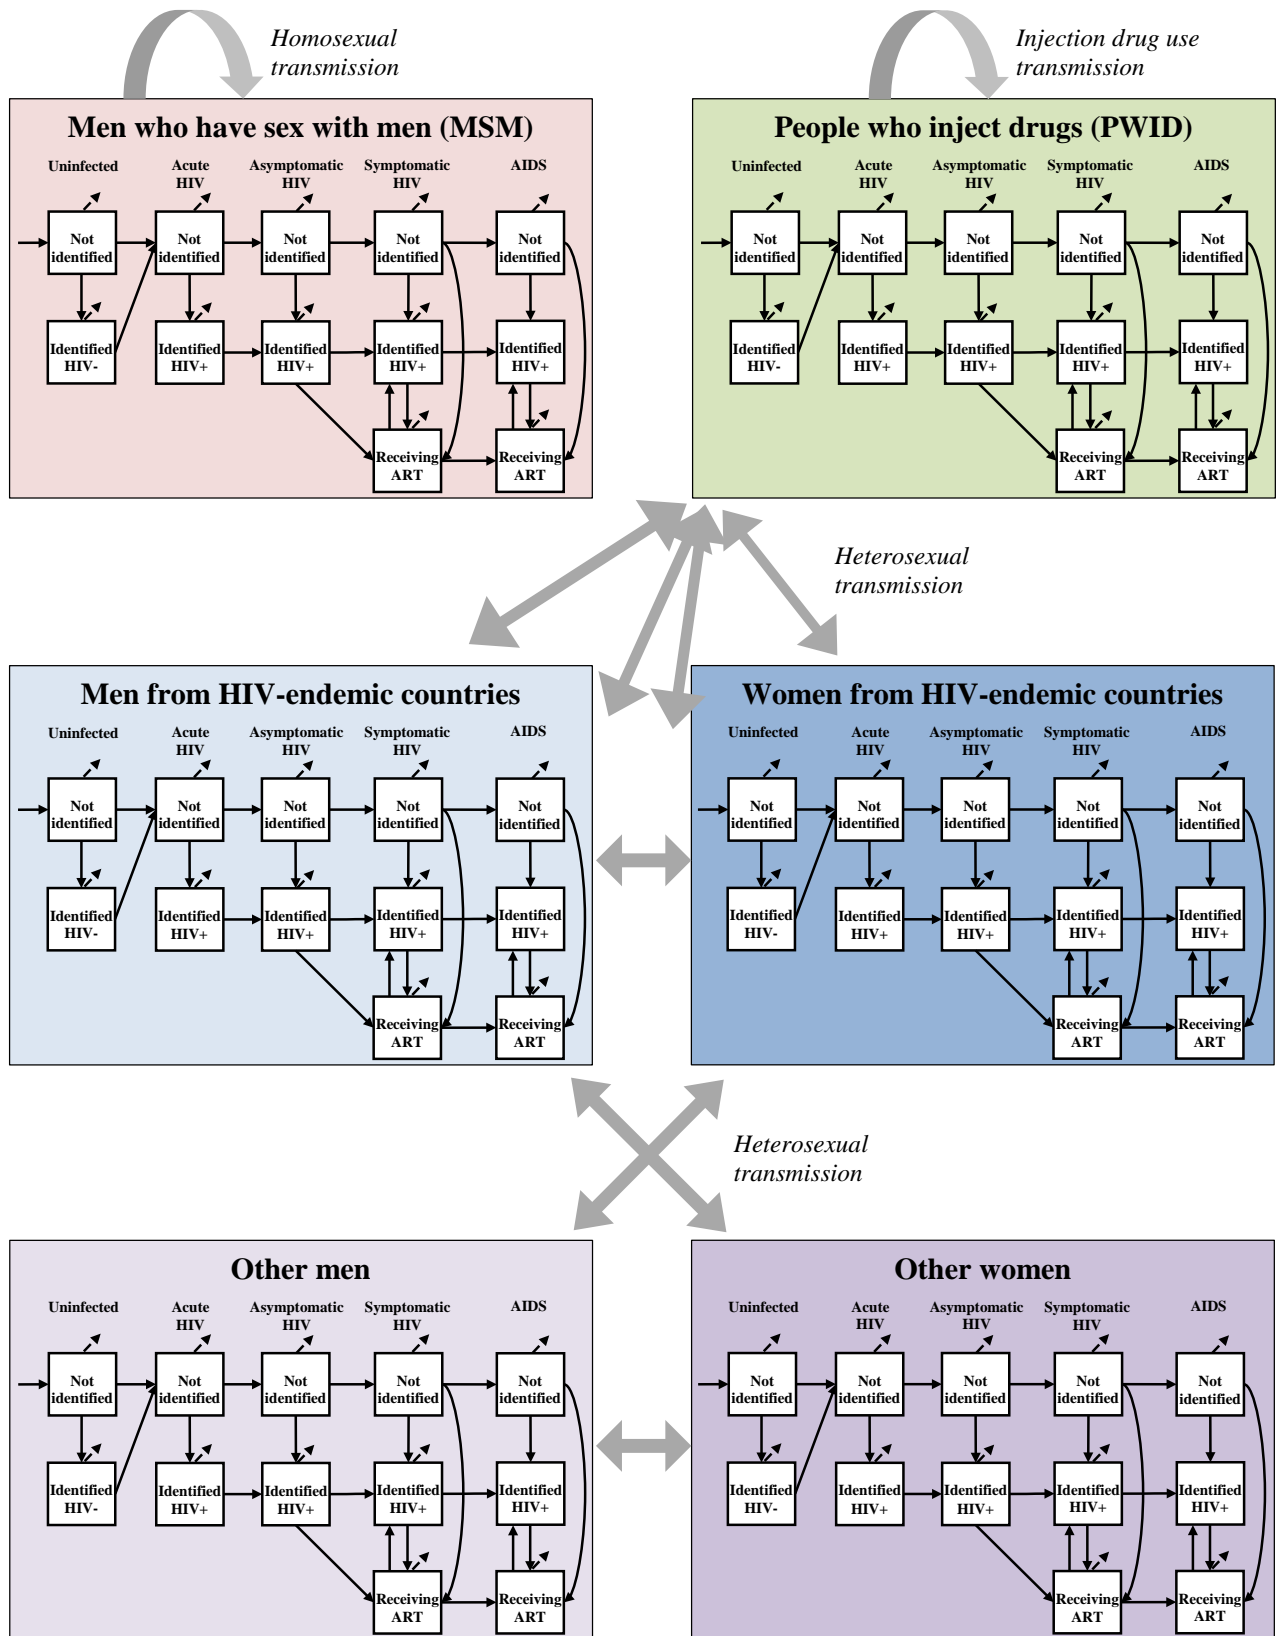 Homosexual
transmission
Injection drug use
transmission
Men who have sex with men (MSM)
Uninfected
Acute
HIV
Asymptomatic
HIV
Symptomatic
HIV
AIDS
Not
identified
Not
identified
Not
identified
Not
identified
Not
identified
Identified
HIV-
Identified
HIV+
Identified
HIV+
Identified
HIV+
Identified
HIV+
Receiving
ART
Receiving
ART
People who inject drugs (PWID)
Uninfected
Acute
HIV
Asymptomatic
HIV
Symptomatic
HIV
AIDS
Not
identified
Not
identified
Not
identified
Not
identified
Not
identified
Identified
HIV-
Identified
HIV+
Identified
HIV+
Identified
HIV+
Identified
HIV+
Receiving
ART
Receiving
ART
Heterosexual
transmission
Men from HIV-endemic countries
Uninfected
Acute
HIV
Asymptomatic
HIV
Symptomatic
HIV
AIDS
Not
identified
Not
identified
Not
identified
Not
identified
Not
identified
Identified
HIV-
Identified
HIV+
Identified
HIV+
Identified
HIV+
Identified
HIV+
Receiving
ART
Receiving
ART
Women from HIV-endemic countries
Uninfected
Acute
HIV
Asymptomatic
HIV
Symptomatic
HIV
AIDS
Not
identified
Not
identified
Not
identified
Not
identified
Not
identified
Identified
HIV-
Identified
HIV+
Identified
HIV+
Identified
HIV+
Identified
HIV+
Receiving
ART
Receiving
ART
Heterosexual
transmission
Other men
Uninfected
Acute
HIV
Asymptomatic
HIV
Symptomatic
HIV
AIDS
Not
identified
Not
identified
Not
identified
Not
identified
Not
identified
Identified
HIV-
Identified
HIV+
Identified
HIV+
Identified
HIV+
Identified
HIV+
Receiving
ART
Receiving
ART
Other women
Uninfected
Acute
HIV
Asymptomatic
HIV
Symptomatic
HIV
AIDS
Not
identified
Not
identified
Not
identified
Not
identified
Not
identified
Identified
HIV-
Identified
HIV+
Identified
HIV+
Identified
HIV+
Identified
HIV+
Receiving
ART
Receiving
ART